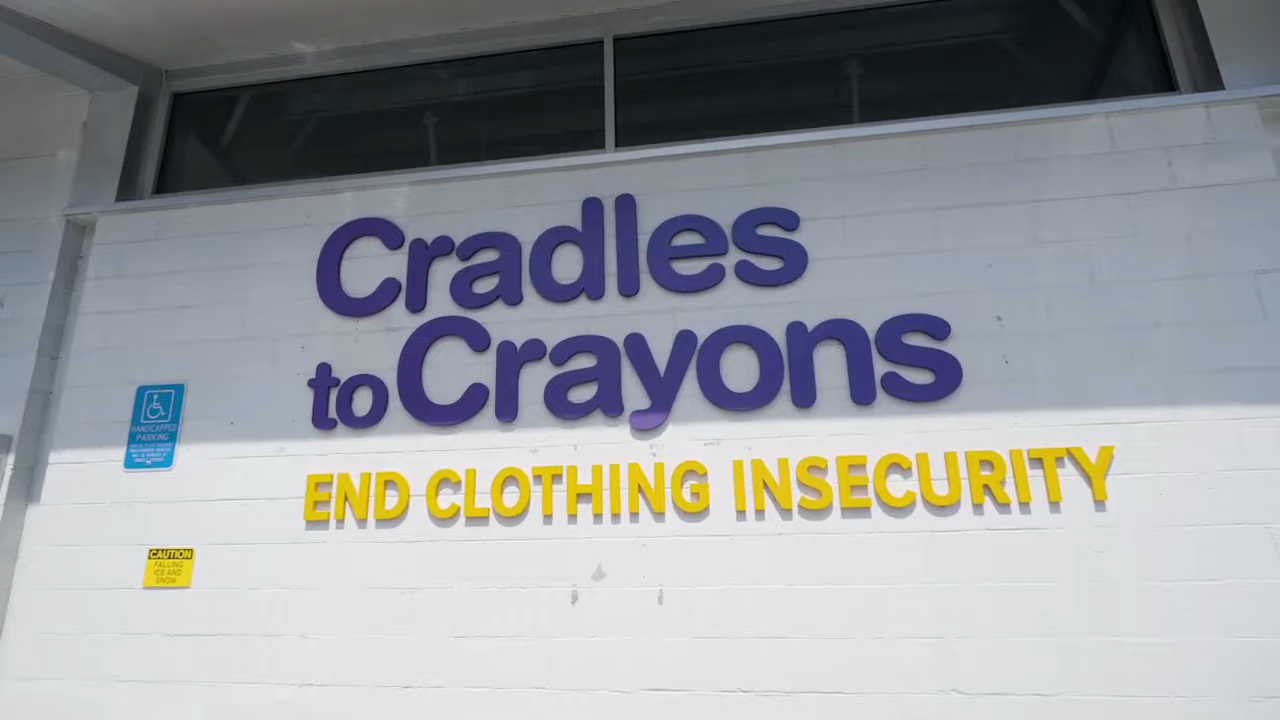 Cradles
to Crayons
END CLOTHING INSECURITY
HANDICAPPED
PARKING
CAUTION
FALLING
ICE AND
SNOW